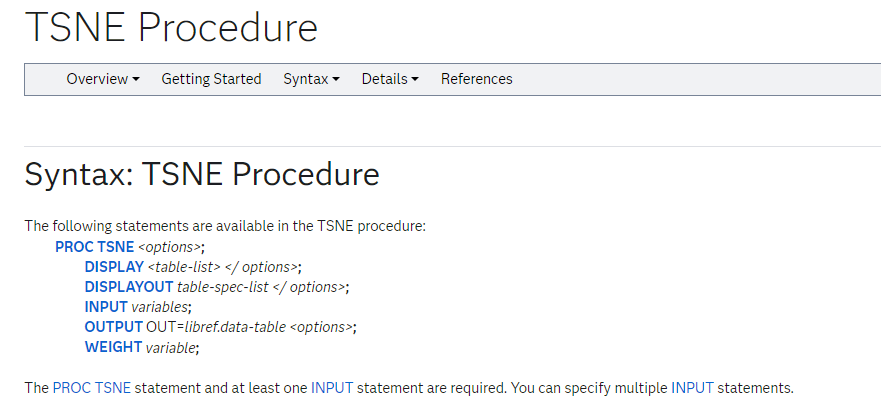 TSNE Procedure
Overview Getting Started Syntax Details References
Syntax: TSNE Procedure
The following statements are available in the TSNE procedure:
PROC TSNE <options>;
DISPLAY <table-list> </ options>;
DISPLAYOUT table-spec-list </ options>;
INPUT variables;
OUTPUT OUT=libref.data-table <options>;
WEIGHT variable;
The PROC TSNE statement and at least one INPUT statement are required. You can specify multiple INPUT statements.